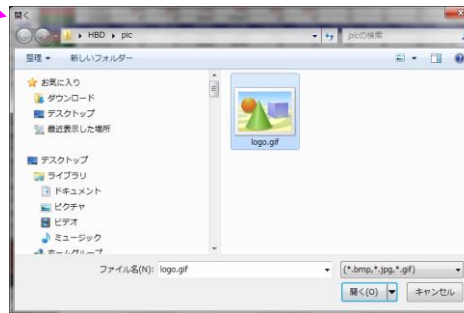 開く
HBD ▸ pic
picの検索
整理 ▼ 新しいフォルダー
お気に入り
ダウンロード
デスクトップ
最近表示した場所
デスクトップ
ライブラリ
ドキュメント
ピクチャ
ビデオ
ミュージック
ホームグループ
logo.gif
ファイル名(N): logo.gif
(*.bmp,*.jpg,*.gif)
開く(O)
キャンセル